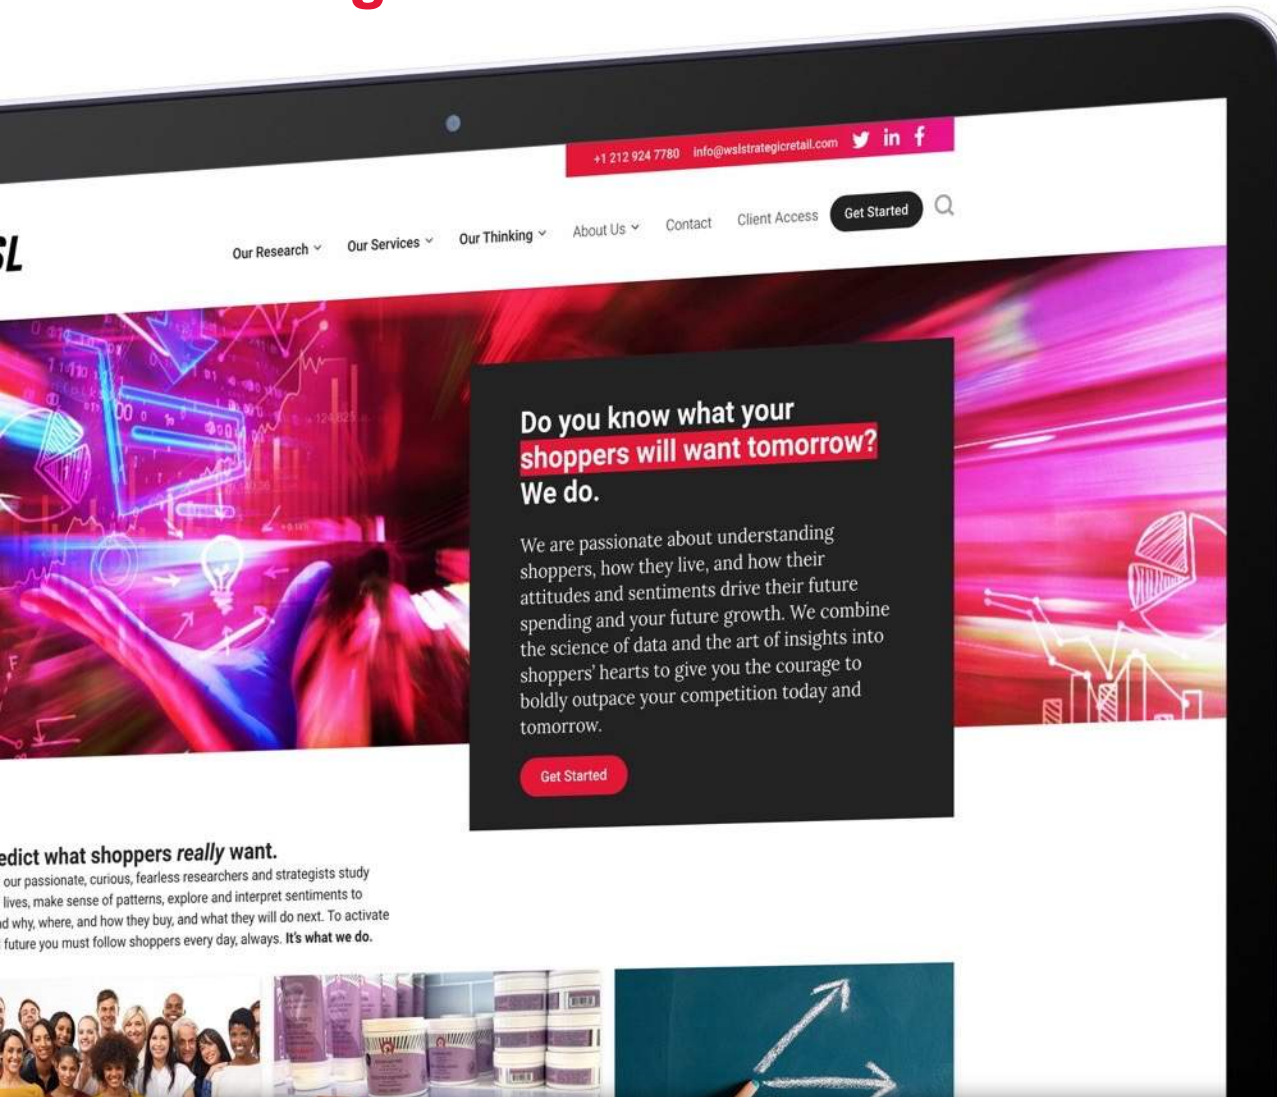 +1 212 924 7780 info@wslstrategicretail.com
SL
Our Research Our Services Our Thinking About Us Contact Client Access Get Started
Do you know what your
shoppers will want tomorrow?
We do.
We are passionate about understanding
shoppers, how they live, and how their
attitudes and sentiments drive their future
spending and your future growth. We combine
the science of data and the art of insights into
shoppers' hearts to give you the courage to
boldly outpace your competition today and
tomorrow.
Get Started
edict what shoppers really want.
our passionate, curious, fearless researchers and strategists study
lives, make sense of patterns, explore and interpret sentiments to
d why, where, and how they buy, and what they will do next. To activate
future you must follow shoppers every day, always. It's what we do.